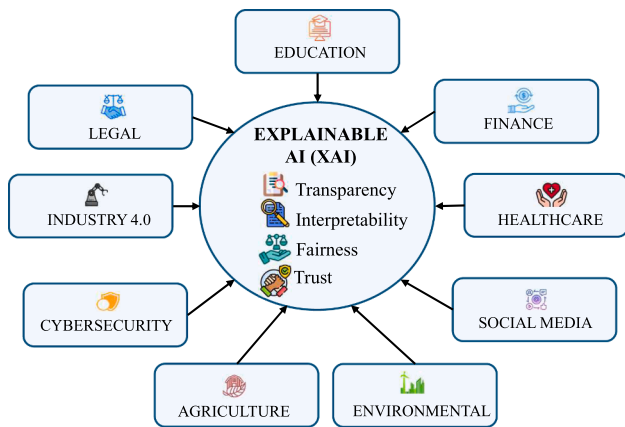 EDUCATION
LEGAL
FINANCE
EXPLAINABLE
AI (XAI)
Transparency
Interpretability
Fairness
Trust
INDUSTRY 4.0
HEALTHCARE
CYBERSECURITY
SOCIAL MEDIA
AGRICULTURE
ENVIRONMENTAL